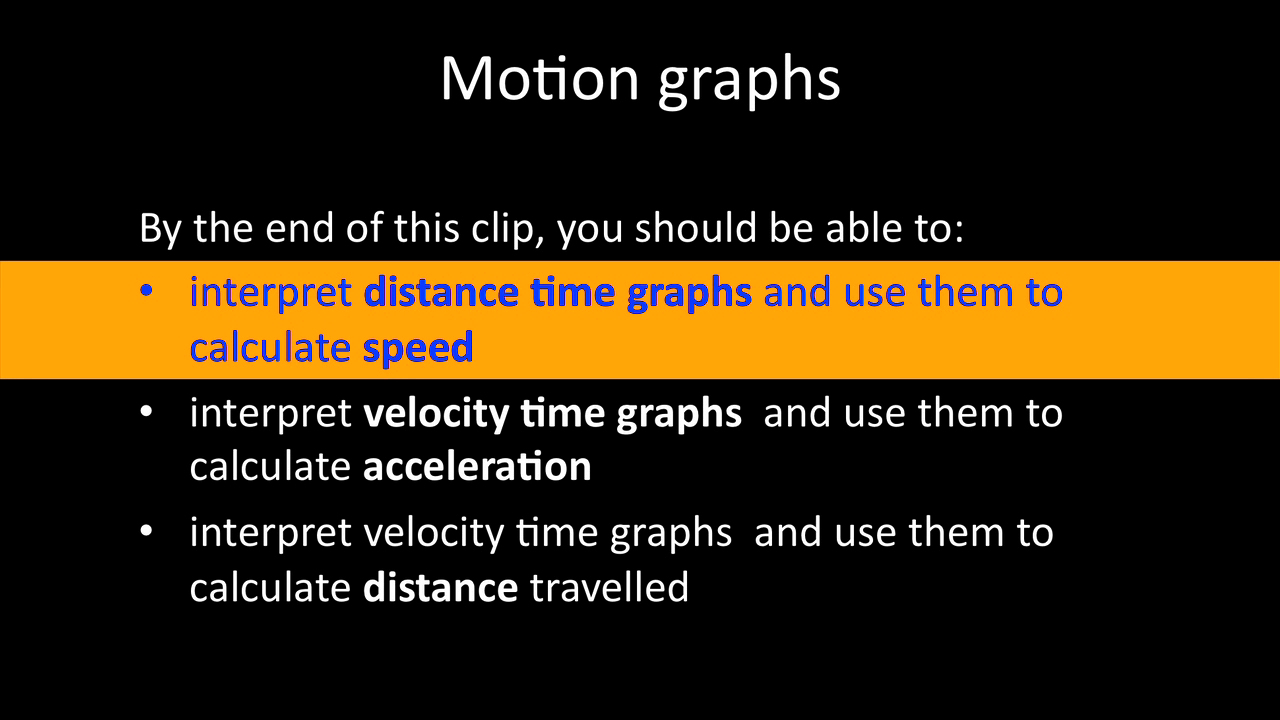 Motion graphs
By the end of this clip, you should be able to:
• interpret distance time graphs and use them to
calculate speed
• interpret velocity time graphs  and use them to
calculate acceleration
• interpret velocity time graphs  and use them to
calculate distance travelled